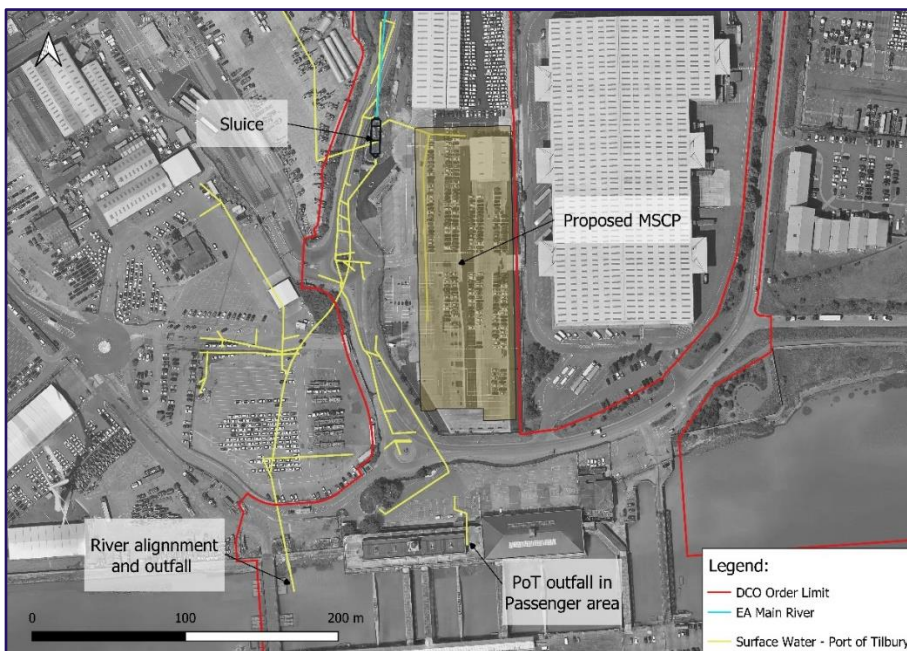 Sluice
Proposed MSCP
River alignnment
and outfall
PoT outfall in
Passenger area
Legend:
DCO Order Limit
EA Main River
Surface Water - Port of Tilbury
0 100 200 m